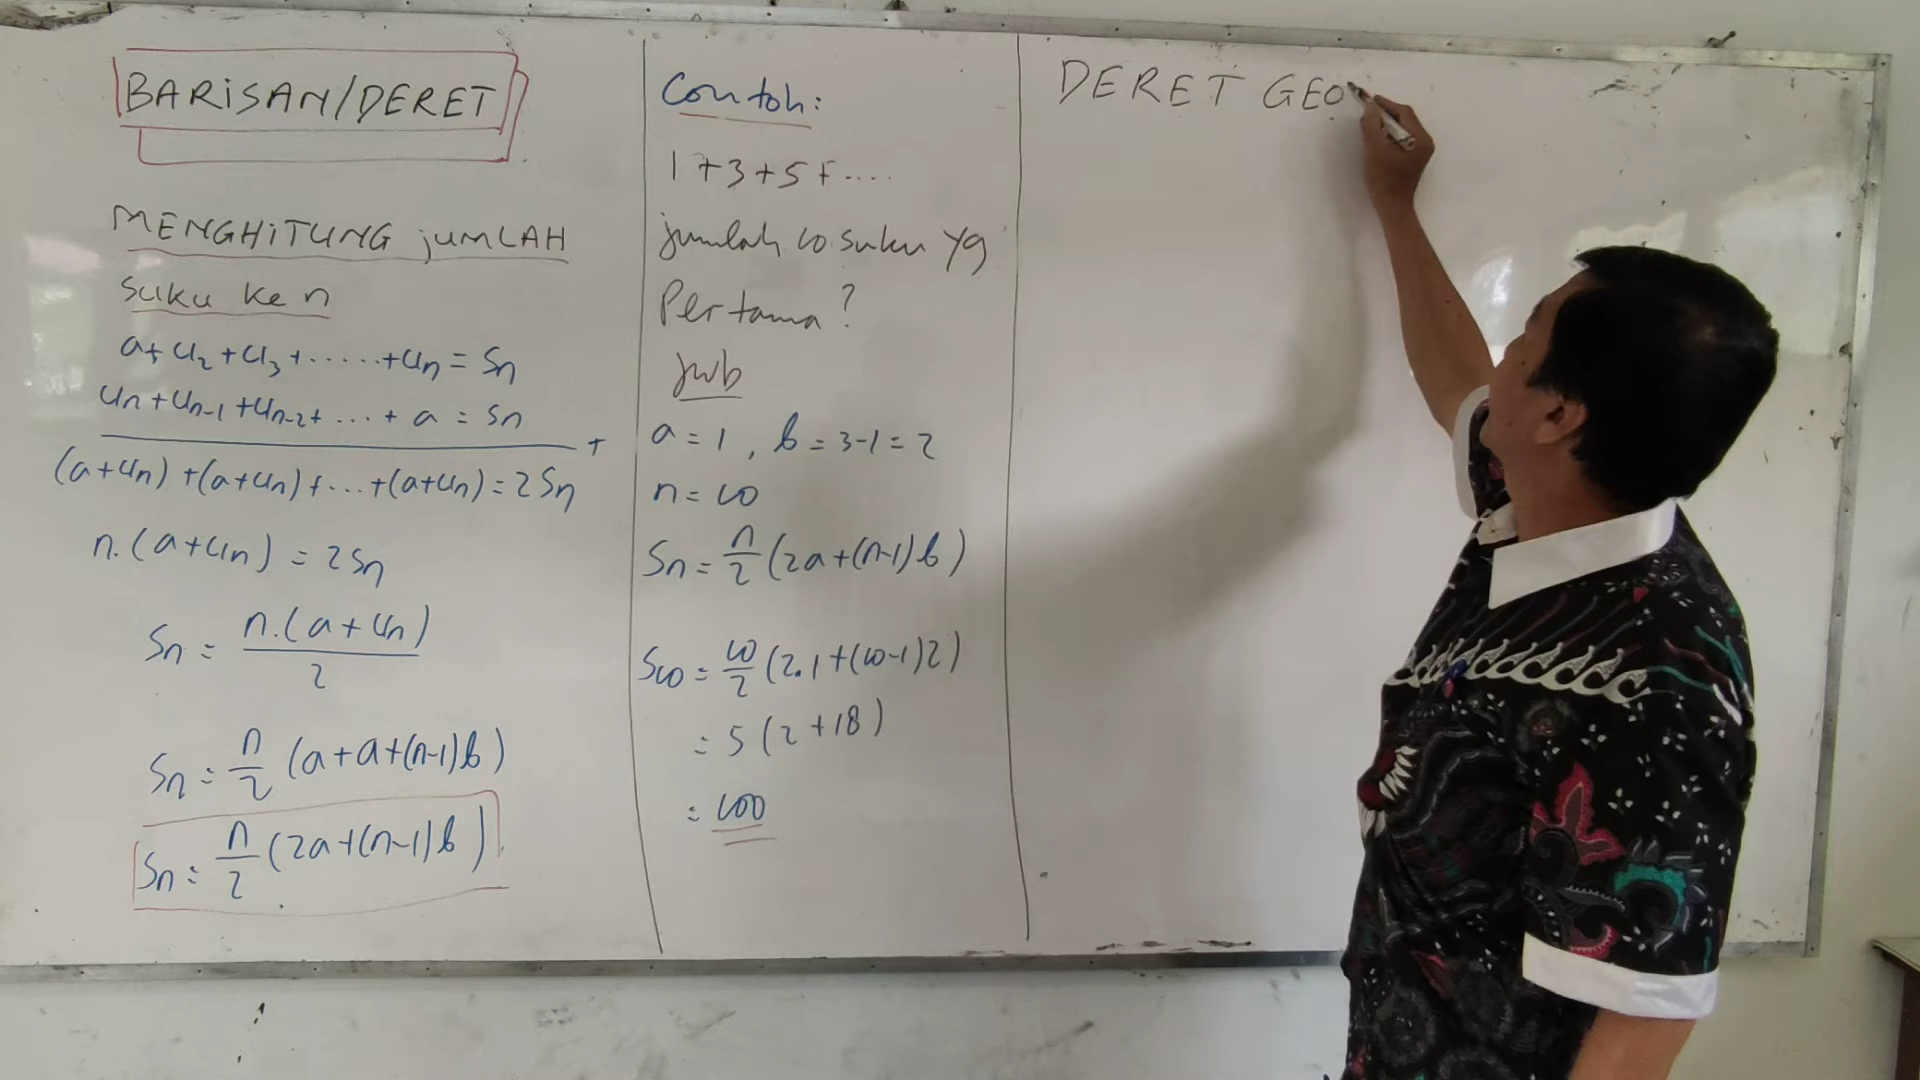 BARISAN/DERET
MENGHITUNG jUMLAH
Suku ke n
a+u₂+u₃+......+uₙ=Sₙ
uₙ+uₙ₋₁+uₙ₋₂+...+a=Sₙ
+
(a+uₙ)+(a+uₙ)+...+(a+uₙ)=2Sₙ
n.(a+uₙ)=2Sₙ
Sₙ=n.(a+uₙ)/2
Sₙ=n/2(a+a+(n-1)b)
Sₙ=n/2(2a+(n-1)b)
Contoh:
1+3+5+....
jumlah 10 suku yg
Pertama?
jwb
a=1, b=3-1=2
n=10
Sₙ=n/2(2a+(n-1)b)
S₁₀=10/2(2.1+(10-1)2)
=5(2+18)
=100
DERET GEO